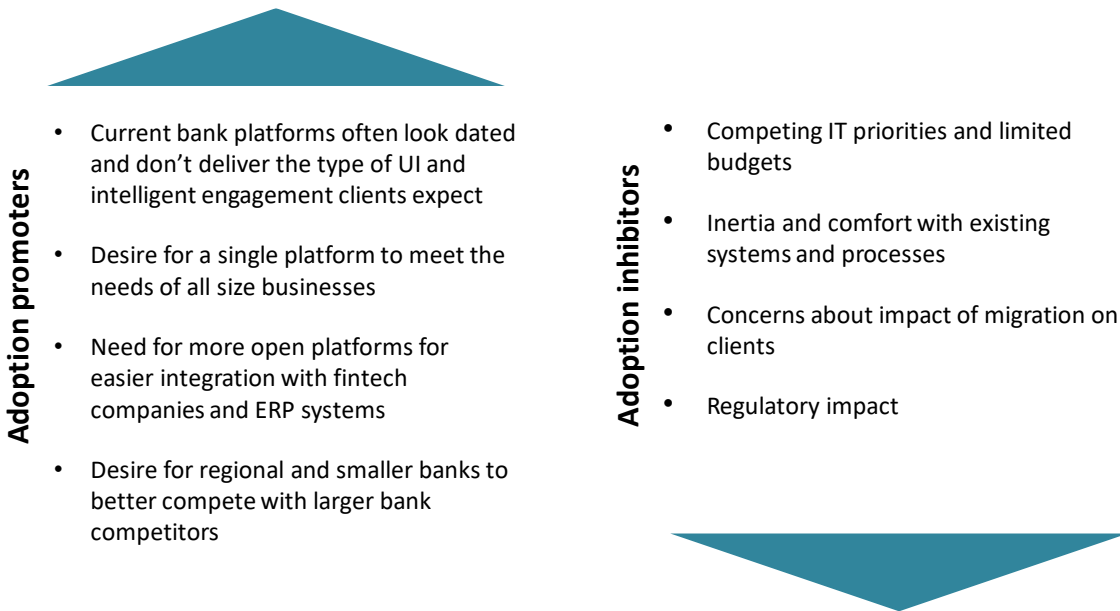 Adoption promoters
• Current bank platforms often look dated
and don’t deliver the type of UI and
intelligent engagement clients expect
• Desire for a single platform to meet the
needs of all size businesses
• Need for more open platforms for
easier integration with fintech
companies and ERP systems
• Desire for regional and smaller banks to
better compete with larger bank
competitors
Adoption inhibitors
• Competing IT priorities and limited
budgets
• Inertia and comfort with existing
systems and processes
• Concerns about impact of migration on
clients
• Regulatory impact